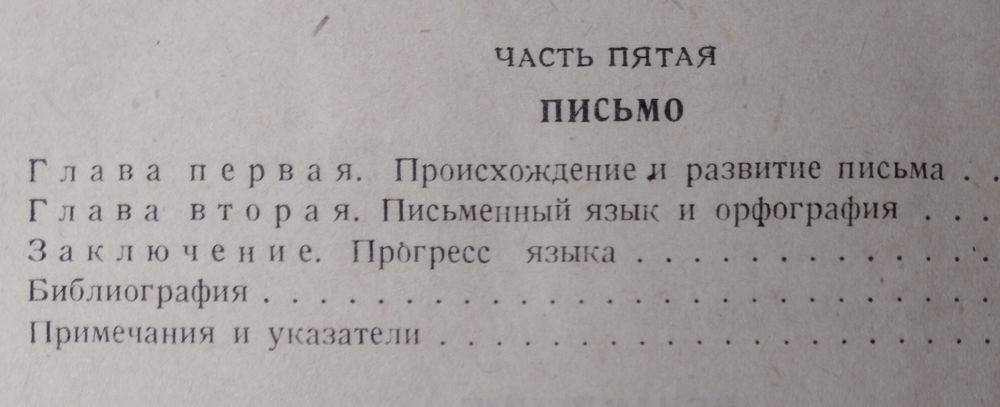 ЧАСТЬ ПЯТАЯ
ПИСЬМО
Глава первая. Происхождение и развитие письма . .
Глава вторая. Письменный язык и орфография . . .
Заключение. Прогресс языка . . . . . . . . . . . . .
Библиография . . . . . . . . . . . . . . . . . . . . . . . . . .
Примечания и указатели . . . . . . . . . . . . . . . . . . . .